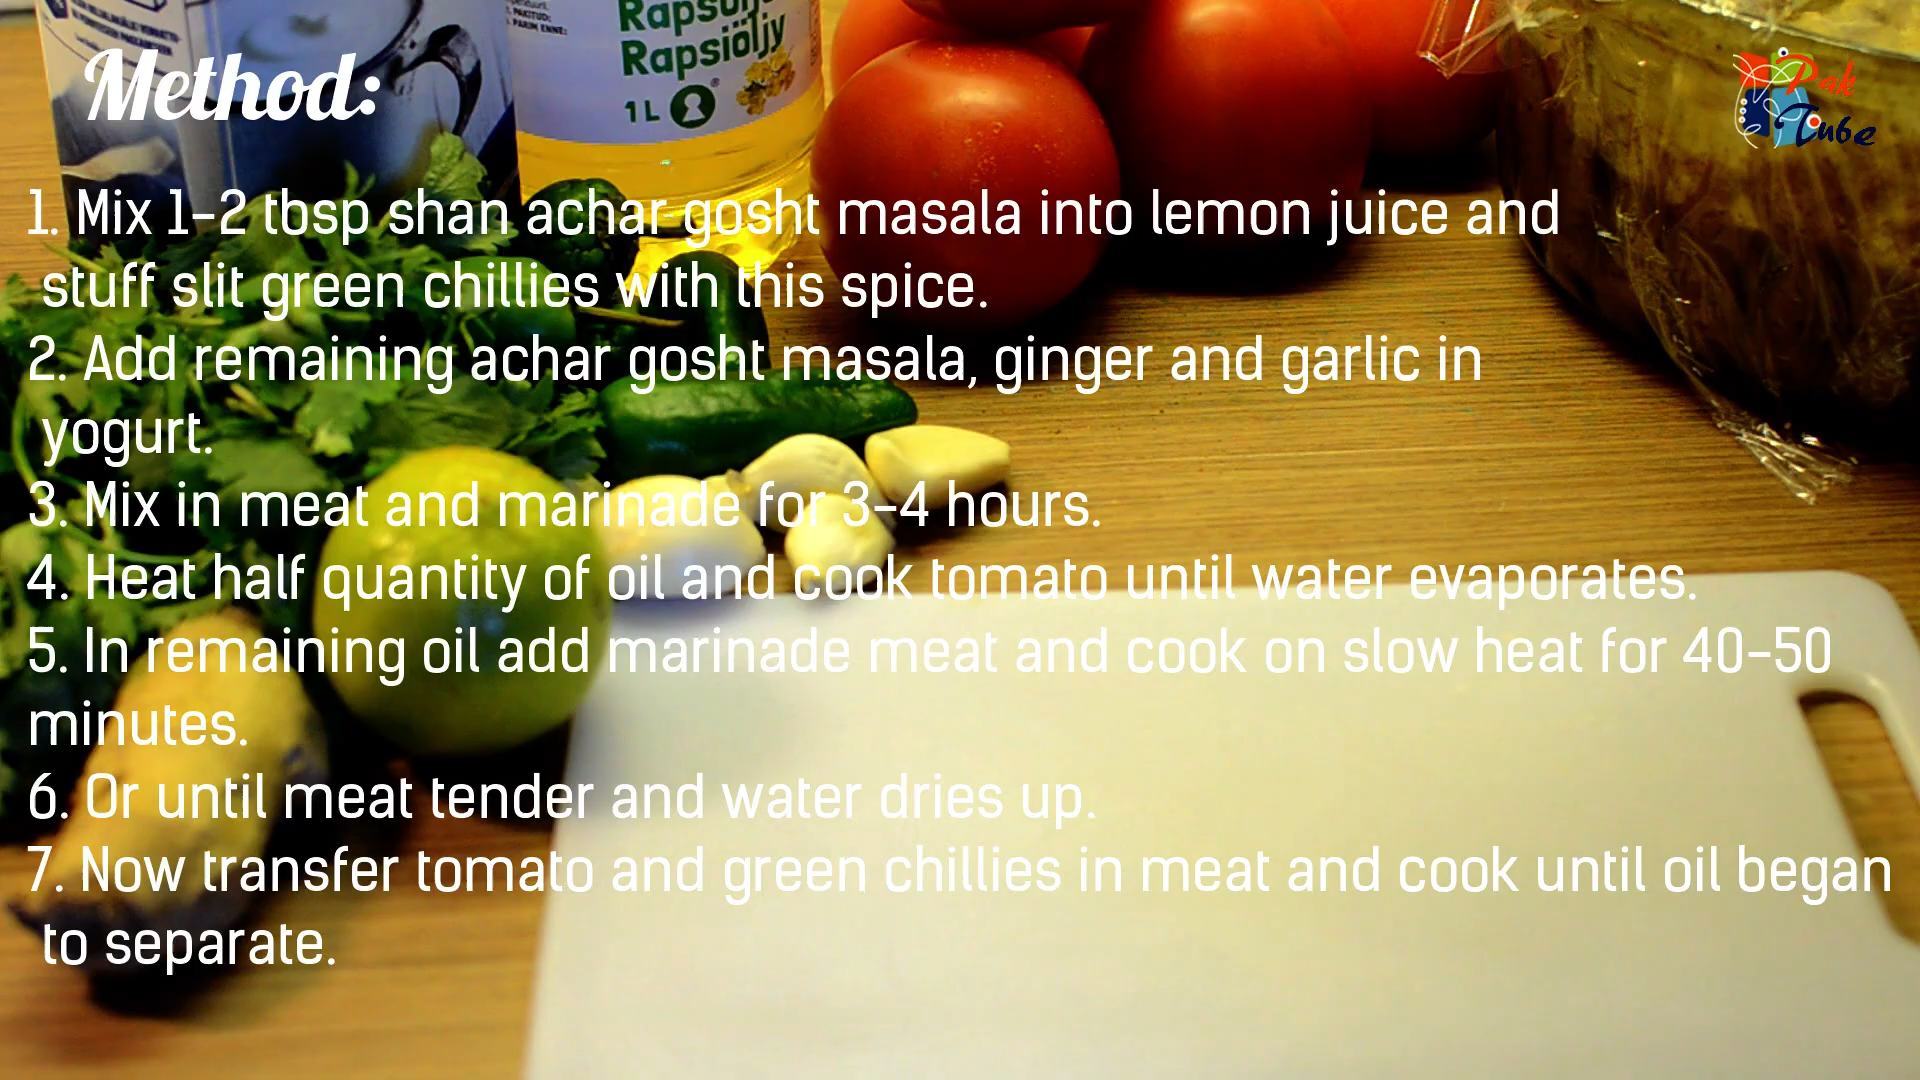 Rapsolja
Rapsiöljy
1 L
PAKITUD:
PARIM ENNE:
Method:
Pak
Tube
1. Mix 1-2 tbsp shan achar gosht masala into lemon juice and
stuff slit green chillies with this spice.
2. Add remaining achar gosht masala, ginger and garlic in
yogurt.
3. Mix in meat and marinade for 3-4 hours.
4. Heat half quantity of oil and cook tomato until water evaporates.
5. In remaining oil add marinade meat and cook on slow heat for 40-50
minutes.
6. Or until meat tender and water dries up.
7. Now transfer tomato and green chillies in meat and cook until oil began
to separate.